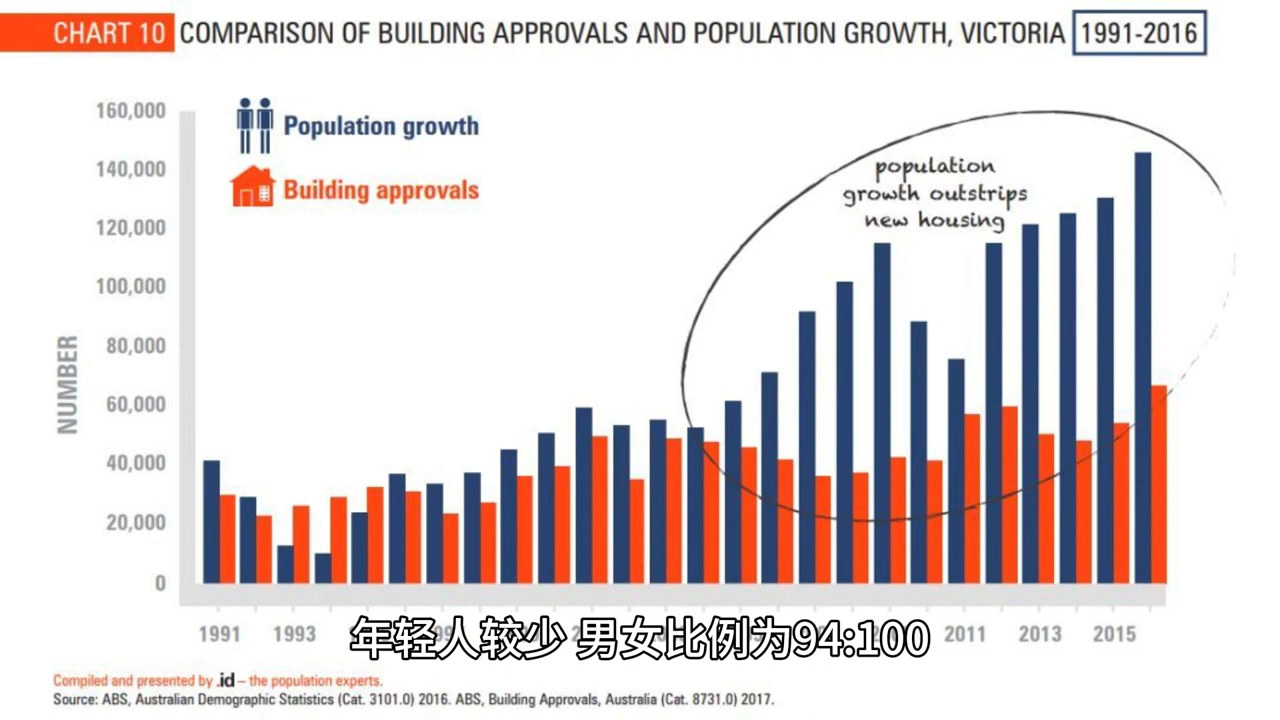 CHART 10 COMPARISON OF BUILDING APPROVALS AND POPULATION GROWTH, VICTORIA 1991-2016
160,000
140,000
120,000
100,000
80,000
60,000
40,000
20,000
0
NUMBER
Population growth
Building approvals
population
growth outstrips
new housing
1991 1993 2011 2013 2015
年轻人较少 男女比例为94:100
Compiled and presented by .id – the population experts.
Source: ABS, Australian Demographic Statistics (Cat. 3101.0) 2016. ABS, Building Approvals, Australia (Cat. 8731.0) 2017.